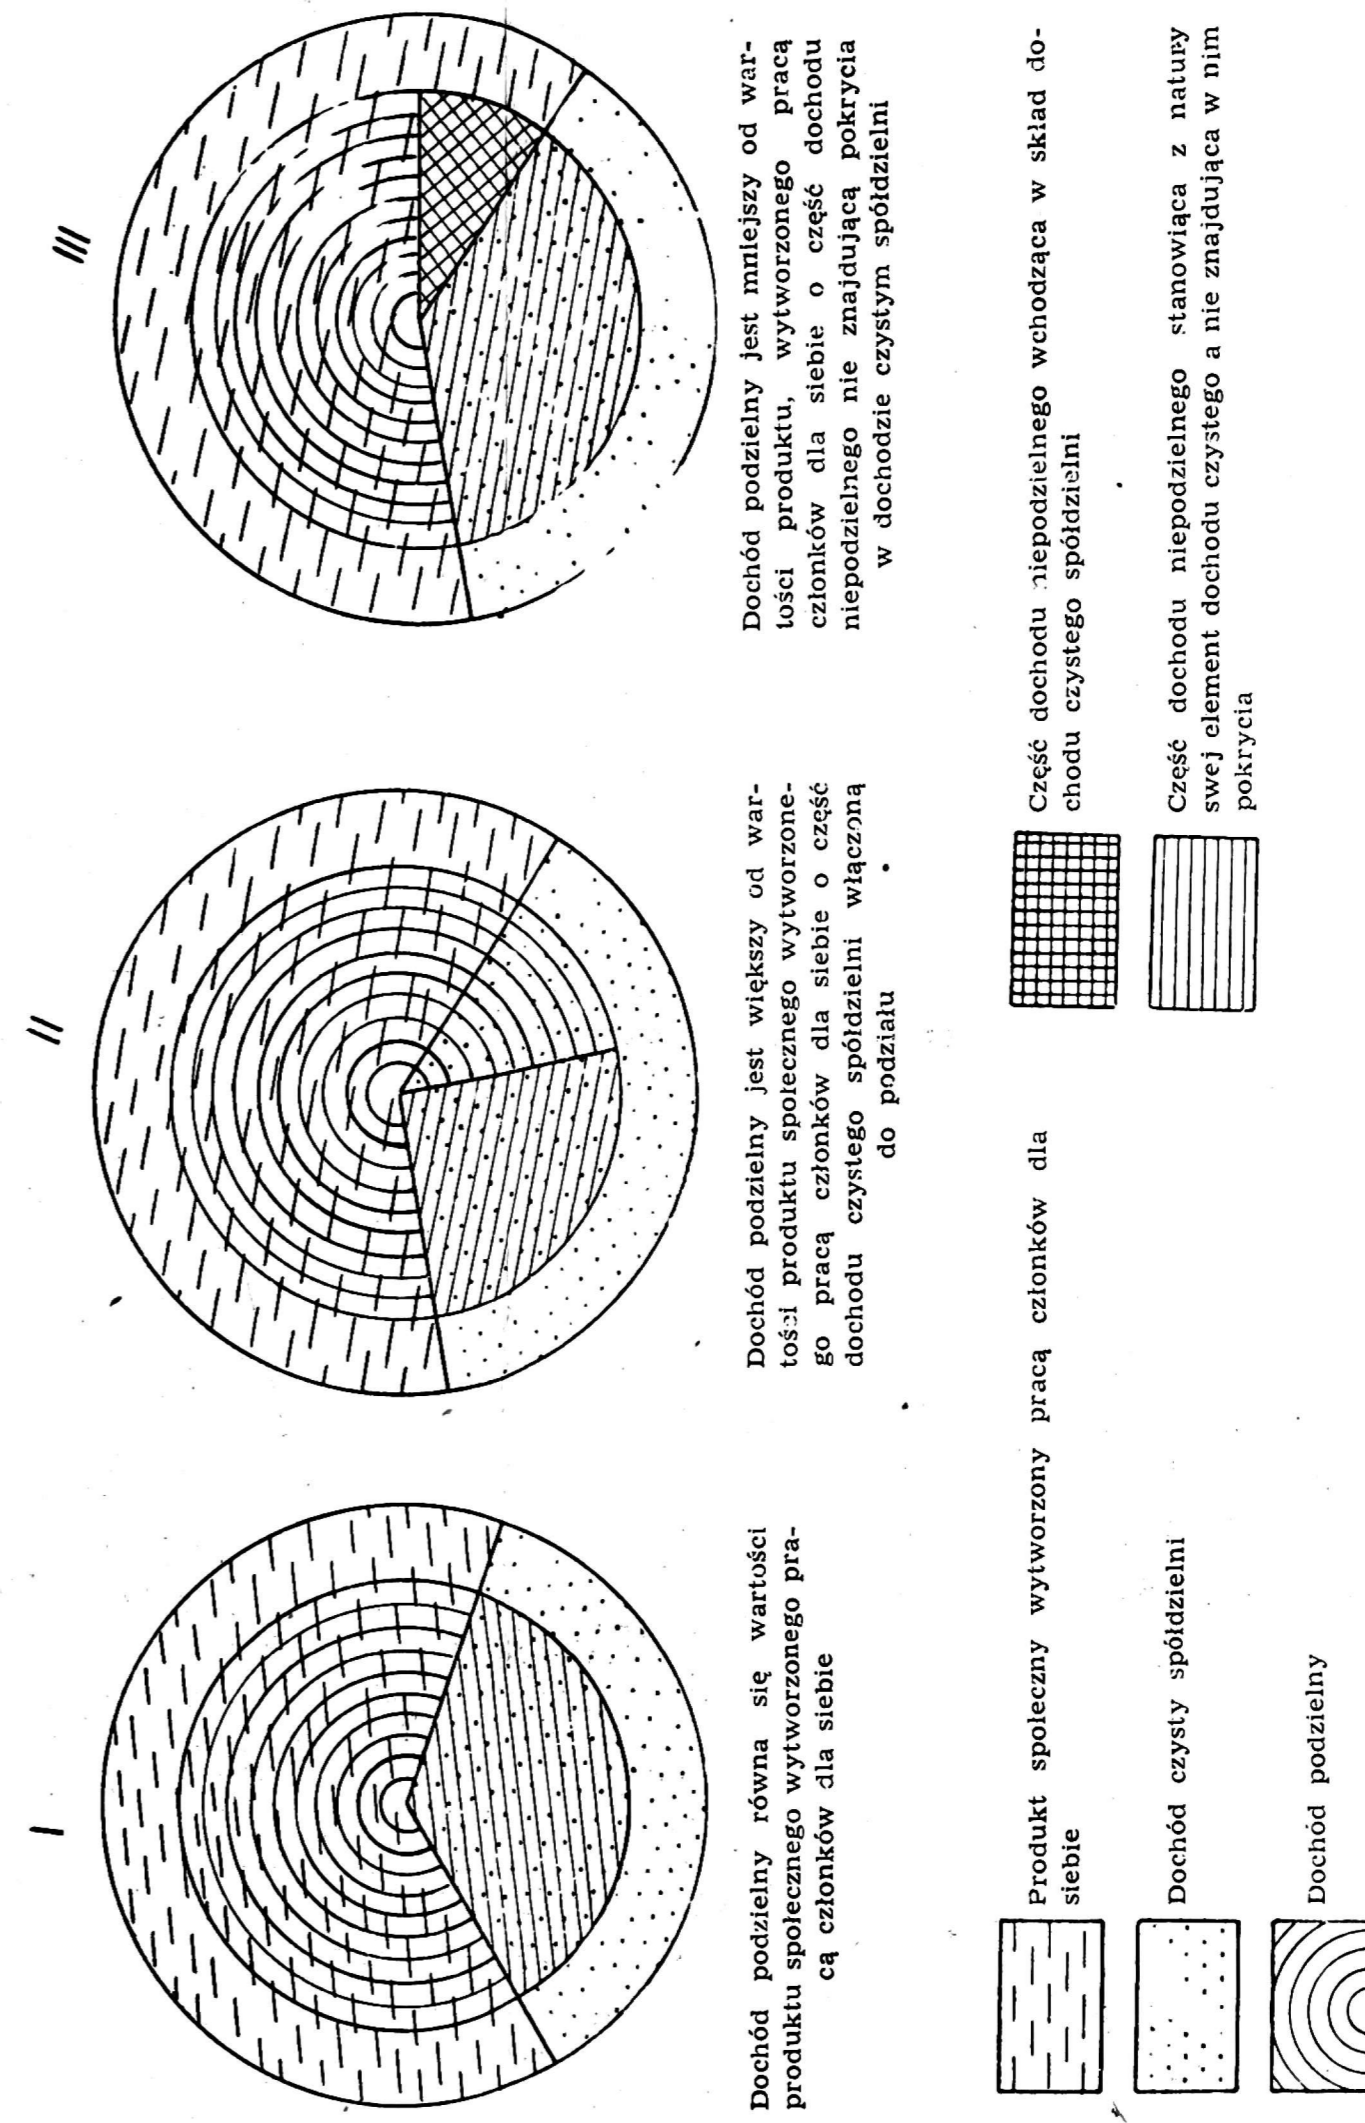 I
Dochód podzielny równa się wartości
produktu społecznego wytworzonego pra-
cą członków dla siebie
II
Dochód podzielny jest większy od war-
tości produktu społecznego wytworzone-
go pracą członków dla siebie o część
dochodu czystego spółdzielni włączoną
do podziału
III
Dochód podzielny jest mniejszy od war-
tości produktu, wytworzonego pracą
członków dla siebie o część dochodu
niepodzielnego nie znajdującą pokrycia
w dochodzie czystym spółdzielni
Produkt społeczny wytworzony pracą członków dla
siebie
Dochód czysty spółdzielni
Dochód podzielny
Część dochodu niepodzielnego wchodząca w skład do-
chodu czystego spółdzielni
Część dochodu niepodzielnego stanowiąca z natury
swej element dochodu czystego a nie znajdująca w nim
pokrycia